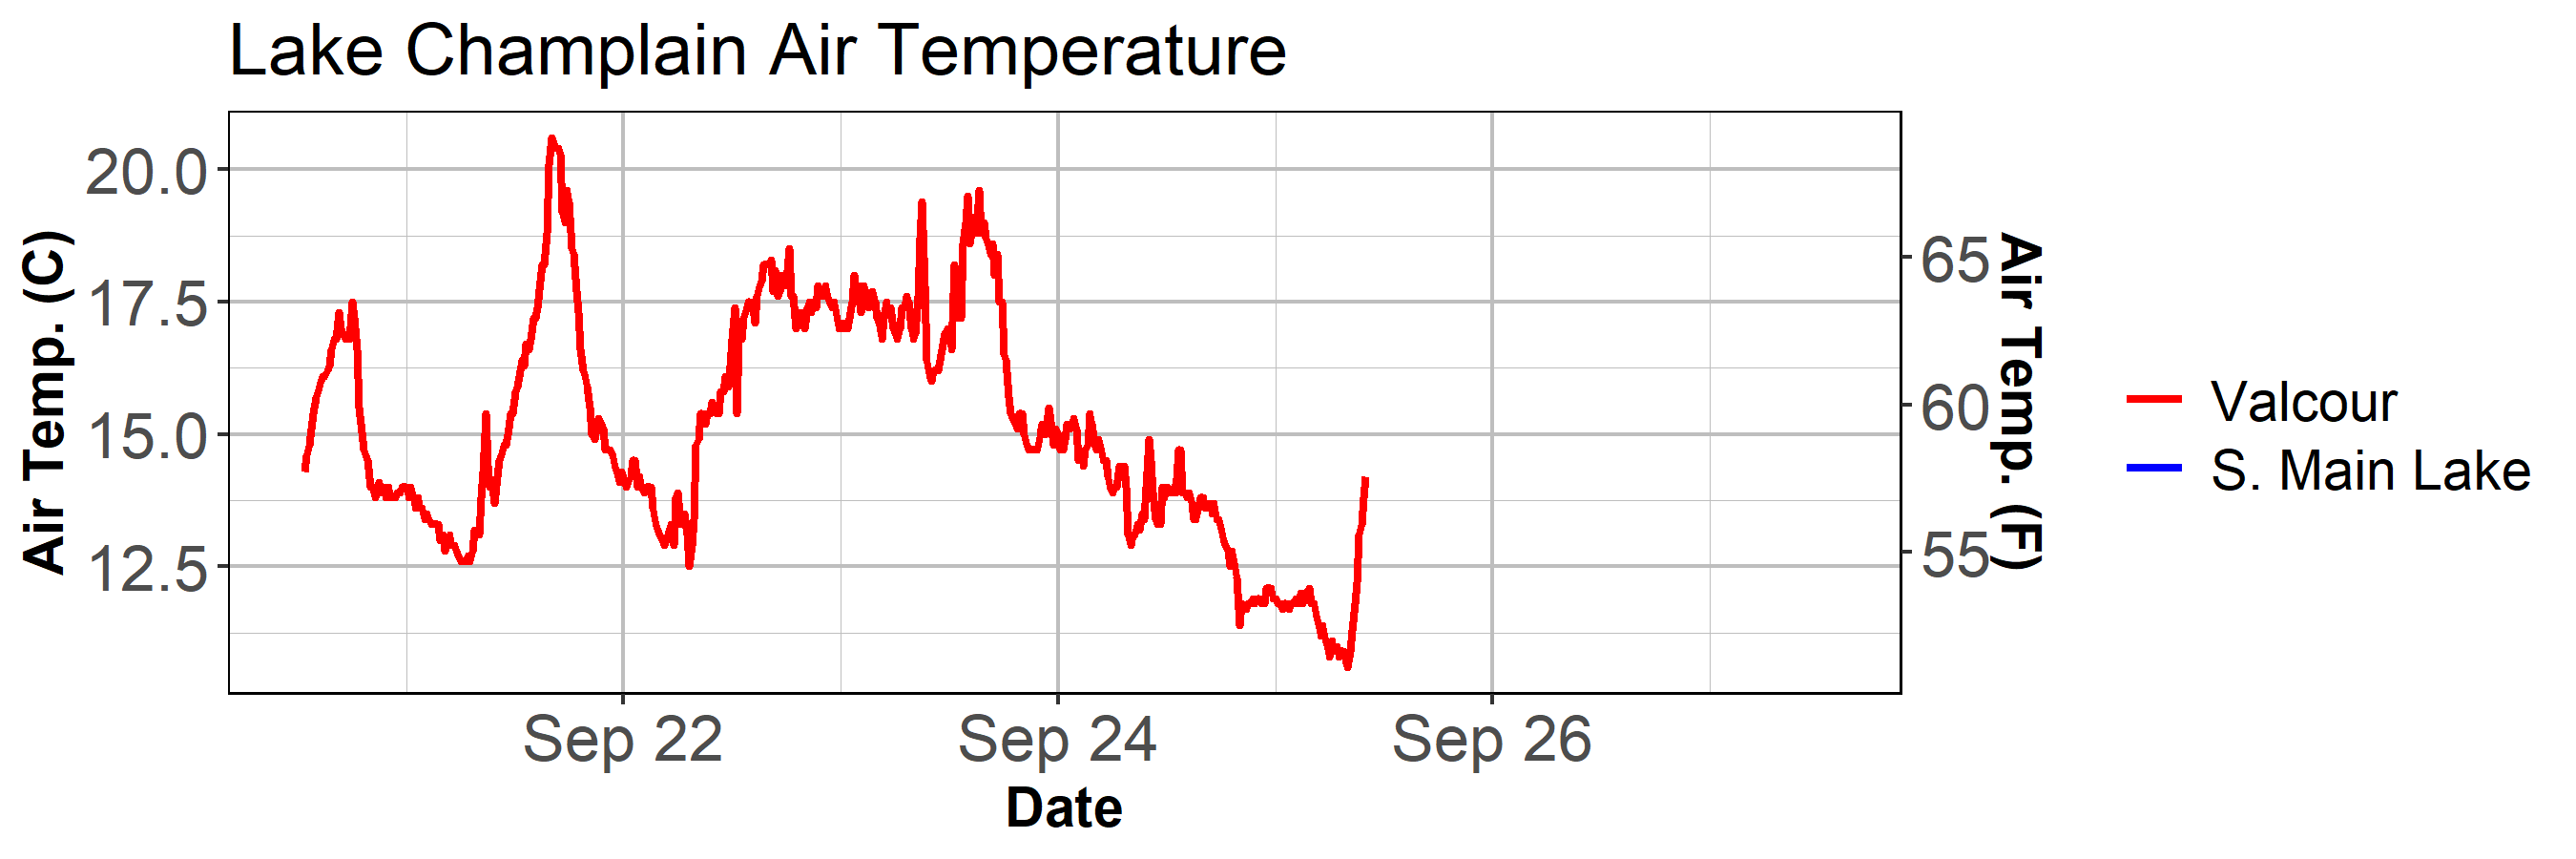 Lake Champlain Air Temperature
Air Temp. (C)
20.0
17.5
15.0
12.5
65
60
55
Air Temp. (F)
Sep 22
Sep 24
Sep 26
Date
Valcour
S. Main Lake